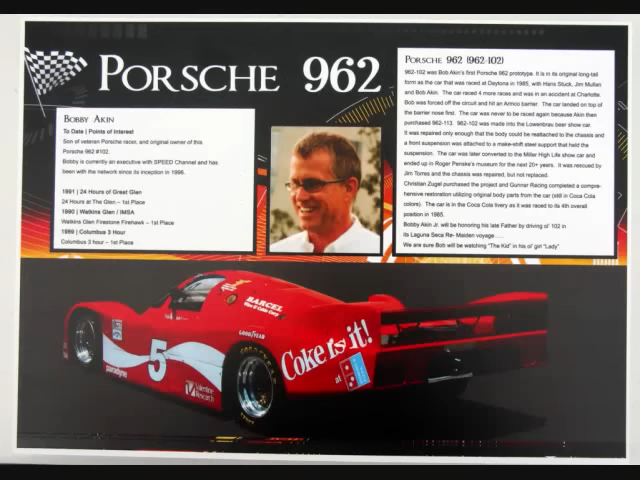 PORSCHE 962
BOBBY AKIN
To Date | Points of Interest
Son of veteran Porsche racer, and original owner of this
Porsche 962 #102.
Bobby is currently an executive with SPEED Channel and has
been with the network since its inception in 1996.
1991 | 24 Hours of Great Glen
24 Hours at The Glen – 1st Place
1990 | Watkins Glen / IMSA
Watkins Glen Firestone Firehawk – 1st Place
1989 | Columbus 3 Hour
Columbus 3 hour – 1st Place
PORSCHE 962 (962-102)
962-102 was Bob Akin's first Porsche 962 prototype. It is in its original long-tail
form as the car that was raced at Daytona in 1985, with Hans Stuck, Jim Mullen
and Bob Akin. The car raced 4 more races and was in an accident at Charlotte.
Bob was forced off the circuit and hit an Armco barrier. The car landed on top of
the barrier nose first. The car was never to be raced again because Akin then
purchased 962-113. 962-102 was made into the Lowenbrau beer show car.
It was repaired only enough that the body could be reattached to the chassis and
a front suspension was attached to a make-shift steel support that held the
suspension. The car was later converted to the Miller High Life show car and
ended up in Roger Penske's museum for the next 20+ years. It was rescued by
Jim Torres and the chassis was repaired, but not replaced.
Christian Zugel purchased the project and Gunnar Racing completed a compre-
hensive restoration utilizing original body parts from the car (still in Coca Cola
colors). The car is in the Coca Cola livery as it was raced to its 4th overall
position in 1985.
Bobby Akin Jr. will be honoring his late Father by driving ol' 102 in
its Laguna Seca Re- Maiden voyage.....
We are sure Bob will be watching "The Kid" in his ol' girl "Lady".
BARCEL
Wire & Cable Corp
GOODYEAR
Coke is it!
at
5
paradyne
Valentine
Research